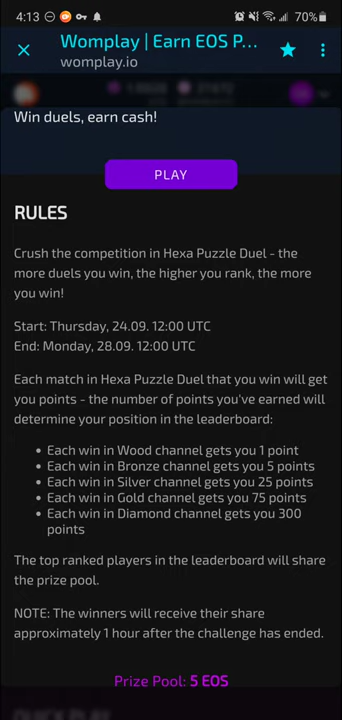 4:13
70%
Womplay | Earn EOS P...
womplay.io
Win duels, earn cash!
PLAY
RULES
Crush the competition in Hexa Puzzle Duel - the
more duels you win, the higher you rank, the more
you win!
Start: Thursday, 24.09. 12:00 UTC
End: Monday, 28.09. 12:00 UTC
Each match in Hexa Puzzle Duel that you win will get
you points - the number of points you've earned will
determine your position in the leaderboard:
• Each win in Wood channel gets you 1 point
• Each win in Bronze channel gets you 5 points
• Each win in Silver channel gets you 25 points
• Each win in Gold channel gets you 75 points
• Each win in Diamond channel gets you 300
points
The top ranked players in the leaderboard will share
the prize pool.
NOTE: The winners will receive their share
approximately 1 hour after the challenge has ended.
Prize Pool: 5 EOS